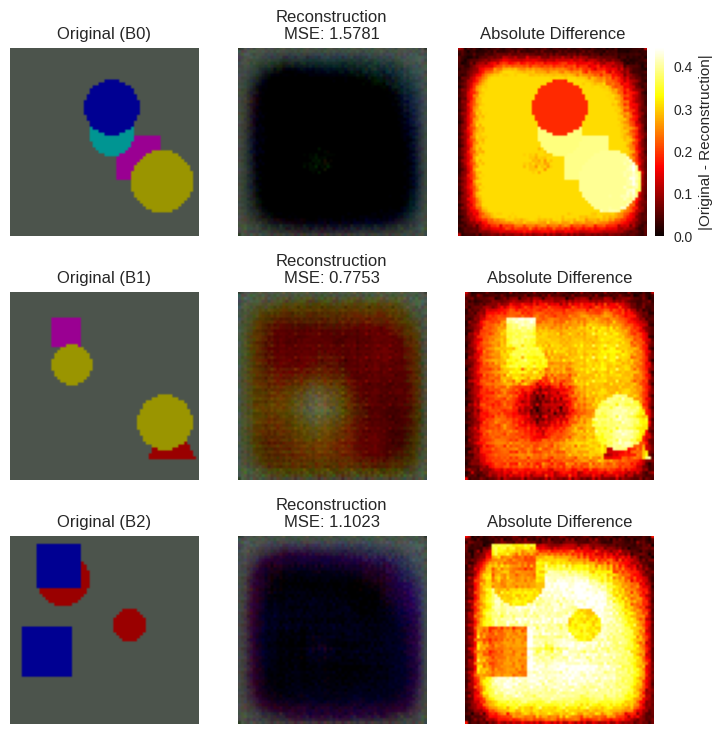 Original (B0)
Reconstruction
MSE: 1.5781
Absolute Difference
0.4
0.3
0.2
0.1
0.0
|Original - Reconstruction|
Original (B1)
Reconstruction
MSE: 0.7753
Absolute Difference
Original (B2)
Reconstruction
MSE: 1.1023
Absolute Difference